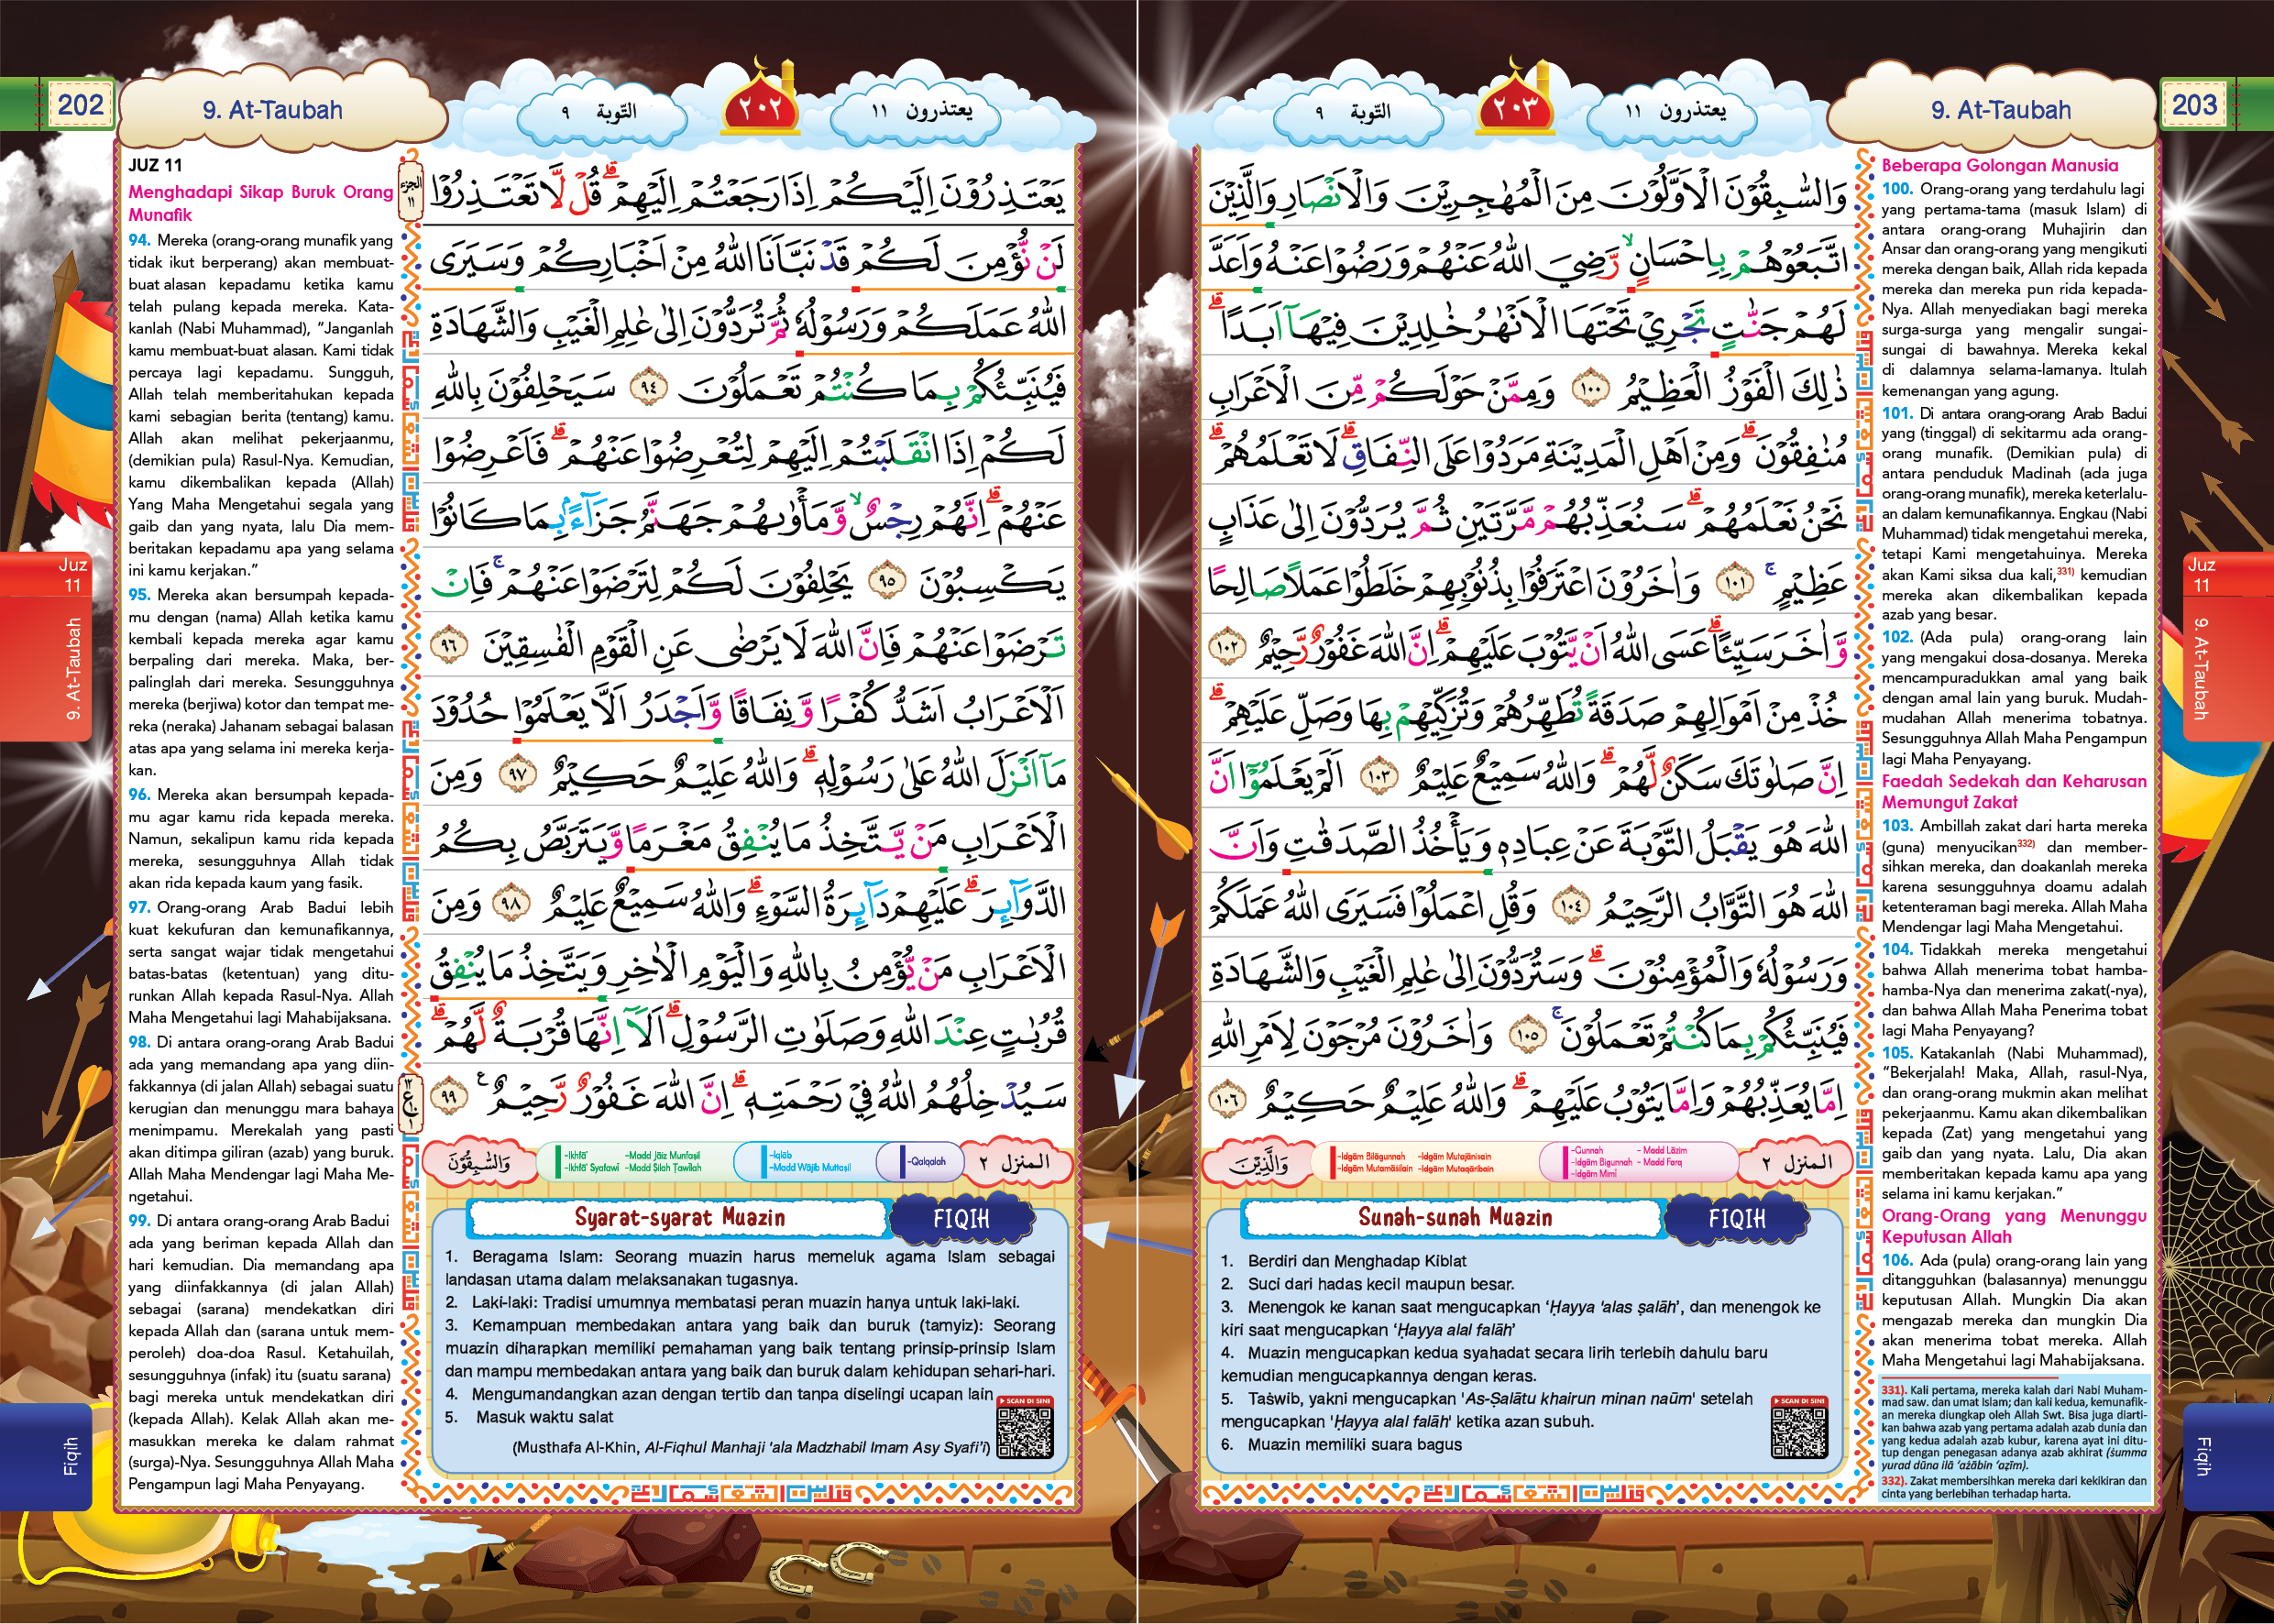 202
9. At-Taubah
التّوبة ٩
٢٠٢
يعتذرون ١١
JUZ 11
Menghadapi Sikap Buruk Orang
Munafik
94. Mereka (orang-orang munafik yang
tidak ikut berperang) akan membuat-
buat alasan kepadamu ketika kamu
telah pulang kepada mereka. Kata-
kanlah (Nabi Muhammad), “Janganlah
kamu membuat-buat alasan. Kami tidak
percaya lagi kepadamu. Sungguh,
Allah telah memberitahukan kepada
kami sebagian berita (tentang) kamu.
Allah akan melihat pekerjaanmu,
(demikian pula) Rasul-Nya. Kemudian,
kamu dikembalikan kepada (Allah)
Yang Maha Mengetahui segala yang
gaib dan yang nyata, lalu Dia mem-
beritakan kepadamu apa yang selama
ini kamu kerjakan.”
95. Mereka akan bersumpah kepada-
mu dengan (nama) Allah ketika kamu
kembali kepada mereka agar kamu
berpaling dari mereka. Maka, ber-
palinglah dari mereka. Sesungguhnya
mereka (berjiwa) kotor dan tempat me-
reka (neraka) Jahanam sebagai balasan
atas apa yang selama ini mereka kerja-
kan.
96. Mereka akan bersumpah kepada-
mu agar kamu rida kepada mereka.
Namun, sekalipun kamu rida kepada
mereka, sesungguhnya Allah tidak
akan rida kepada kaum yang fasik.
97. Orang-orang Arab Badui lebih
kuat kekufuran dan kemunafikannya,
serta sangat wajar tidak mengetahui
batas-batas (ketentuan) yang ditu-
runkan Allah kepada Rasul-Nya. Allah
Maha Mengetahui lagi Mahabijaksana.
98. Di antara orang-orang Arab Badui
ada yang memandang apa yang diin-
fakkannya (di jalan Allah) sebagai suatu
kerugian dan menunggu mara bahaya
menimpamu. Merekalah yang pasti
akan ditimpa giliran (azab) yang buruk.
Allah Maha Mendengar lagi Maha Me-
ngetahui.
99. Di antara orang-orang Arab Badui
ada yang beriman kepada Allah dan
hari kemudian. Dia memandang apa
yang diinfakkannya (di jalan Allah)
sebagai (sarana) mendekatkan diri
kepada Allah dan (sarana untuk mem-
peroleh) doa-doa Rasul. Ketahuilah,
sesungguhnya (infak) itu (suatu sarana)
bagi mereka untuk mendekatkan diri
(kepada Allah). Kelak Allah akan me-
masukkan mereka ke dalam rahmat
(surga)-Nya. Sesungguhnya Allah Maha
Pengampun lagi Maha Penyayang.
الجزء ١١
يَعْتَذِرُوْنَ اِلَيْكُمْ اِذَا رَجَعْتُمْ اِلَيْهِمْ ۗ قُلْ لَّا تَعْتَذِرُوْا
لَنْ نُّؤْمِنَ لَكُمْ قَدْ نَبَّاَنَا اللّٰهُ مِنْ اَخْبَارِكُمْ وَسَيَرَى
اللّٰهُ عَمَلَكُمْ وَرَسُوْلُهٗ ثُمَّ تُرَدُّوْنَ اِلٰى عٰلِمِ الْغَيْبِ وَالشَّهَادَةِ
فَيُنَبِّئُكُمْ بِمَا كُنْتُمْ تَعْمَلُوْنَ ٩٤ سَيَحْلِفُوْنَ بِاللّٰهِ
لَكُمْ اِذَا انْقَلَبْتُمْ اِلَيْهِمْ لِتُعْرِضُوْا عَنْهُمْ ۗ فَاَعْرِضُوْا
عَنْهُمْ ۗ اِنَّهُمْ رِجْسٌ ۙ وَّمَأْوٰىهُمْ جَهَنَّمُ جَزَاۤءً ۢ بِمَا كَانُوْا
يَكْسِبُوْنَ ٩٥ يَحْلِفُوْنَ لَكُمْ لِتَرْضَوْا عَنْهُمْ ۚ فَاِنْ
تَرْضَوْا عَنْهُمْ فَاِنَّ اللّٰهَ لَا يَرْضٰى عَنِ الْقَوْمِ الْفٰسِقِيْنَ ٩٦
اَلْاَعْرَابُ اَشَدُّ كُفْرًا وَّنِفَاقًا وَّاَجْدَرُ اَلَّا يَعْلَمُوْا حُدُوْدَ
مَآ اَنْزَلَ اللّٰهُ عَلٰى رَسُوْلِهٖ ۗ وَاللّٰهُ عَلِيْمٌ حَكِيْمٌ ٩٧ وَمِنَ
الْاَعْرَابِ مَنْ يَّتَّخِذُ مَا يُنْفِقُ مَغْرَمًا وَّيَتَرَبَّصُ بِكُمُ
الدَّوَاۤىِٕرَ ۗ عَلَيْهِمْ دَاۤىِٕرَةُ السَّوْءِ ۗ وَاللّٰهُ سَمِيْعٌ عَلِيْمٌ ٩٨ وَمِنَ
الْاَعْرَابِ مَنْ يُّؤْمِنُ بِاللّٰهِ وَالْيَوْمِ الْاٰخِرِ وَيَتَّخِذُ مَا يُنْفِقُ
قُرُبٰتٍ عِنْدَ اللّٰهِ وَصَلَوٰتِ الرَّسُوْلِ ۗ اَلَآ اِنَّهَا قُرْبَةٌ لَّهُمْ ۗ
سَيُدْخِلُهُمُ اللّٰهُ فِيْ رَحْمَتِهٖ ۗ اِنَّ اللّٰهَ غَفُوْرٌ رَّحِيْمٌ ࣖ ٩٩
وَالسّٰبِقُوْنَ
-Ikhfā' -Madd Jāiz Munfaṣil
-Ikhfā' Syafawī -Madd Ṣilah Ṭawīlah
-Iqlāb
-Madd Wājib Muttaṣil
-Qalqalah
المنزل ٢
Syarat-syarat Muazin
FIQIH
1. Beragama Islam: Seorang muazin harus memeluk agama Islam sebagai
landasan utama dalam melaksanakan tugasnya.
2. Laki-laki: Tradisi umumnya membatasi peran muazin hanya untuk laki-laki.
3. Kemampuan membedakan antara yang baik dan buruk (tamyiz): Seorang
muazin diharapkan memiliki pemahaman yang baik tentang prinsip-prinsip Islam
dan mampu membedakan antara yang baik dan buruk dalam kehidupan sehari-hari.
4. Mengumandangkan azan dengan tertib dan tanpa diselingi ucapan lain
5. Masuk waktu salat
(Musthafa Al-Khin, Al-Fiqhul Manhaji 'ala Madzhabil Imam Asy Syafi'i)
SCAN DI SINI
Juz
11
9. At-Taubah
Fiqih
التّوبة ٩
٢٠٣
يعتذرون ١١
9. At-Taubah
203
وَالسّٰبِقُوْنَ الْاَوَّلُوْنَ مِنَ الْمُهٰجِرِيْنَ وَالْاَنْصَارِ وَالَّذِيْنَ
اتَّبَعُوْهُمْ بِاِحْسَانٍ ۙ رَّضِيَ اللّٰهُ عَنْهُمْ وَرَضُوْا عَنْهُ وَاَعَدَّ
لَهُمْ جَنّٰتٍ تَجْرِيْ تَحْتَهَا الْاَنْهٰرُ خٰلِدِيْنَ فِيْهَآ اَبَدًا ۗ
ذٰلِكَ الْفَوْزُ الْعَظِيْمُ ١٠٠ وَمِمَّنْ حَوْلَكُمْ مِّنَ الْاَعْرَابِ
مُنٰفِقُوْنَ ۗ وَمِنْ اَهْلِ الْمَدِيْنَةِ مَرَدُوْا عَلَى النِّفَاقِ ۗ لَا تَعْلَمُهُمْ ۗ
نَحْنُ نَعْلَمُهُمْ ۗ سَنُعَذِّبُهُمْ مَّرَّتَيْنِ ثُمَّ يُرَدُّوْنَ اِلٰى عَذَابٍ
عَظِيْمٍ ۚ ١٠١ وَاٰخَرُوْنَ اعْتَرَفُوْا بِذُنُوْبِهِمْ خَلَطُوْا عَمَلًا صَالِحًا
وَّاٰخَرَ سَيِّئًا ۗ عَسَى اللّٰهُ اَنْ يَّتُوْبَ عَلَيْهِمْ ۗ اِنَّ اللّٰهَ غَفُوْرٌ رَّحِيْمٌ ١٠٢
خُذْ مِنْ اَمْوَالِهِمْ صَدَقَةً تُطَهِّرُهُمْ وَتُزَكِّيْهِمْ بِهَا وَصَلِّ عَلَيْهِمْ ۗ
اِنَّ صَلٰوتَكَ سَكَنٌ لَّهُمْ ۗ وَاللّٰهُ سَمِيْعٌ عَلِيْمٌ ١٠٣ اَلَمْ يَعْلَمُوْٓا اَنَّ
اللّٰهَ هُوَ يَقْبَلُ التَّوْبَةَ عَنْ عِبَادِهٖ وَيَأْخُذُ الصَّدَقٰتِ وَاَنَّ
اللّٰهَ هُوَ التَّوَّابُ الرَّحِيْمُ ١٠٤ وَقُلِ اعْمَلُوْا فَسَيَرَى اللّٰهُ عَمَلَكُمْ
وَرَسُوْلُهٗ وَالْمُؤْمِنُوْنَ ۗ وَسَتُرَدُّوْنَ اِلٰى عٰلِمِ الْغَيْبِ وَالشَّهَادَةِ
فَيُنَبِّئُكُمْ بِمَا كُنْتُمْ تَعْمَلُوْنَ ۚ ١٠٥ وَاٰخَرُوْنَ مُرْجَوْنَ لِاَمْرِ اللّٰهِ
اِمَّا يُعَذِّبُهُمْ وَاِمَّا يَتُوْبُ عَلَيْهِمْ ۗ وَاللّٰهُ عَلِيْمٌ حَكِيْمٌ ١٠٦
وَالَّذِيْنَ
-Idgām Bilāgunnah -Idgām Mutajānisain
-Idgām Mutamāṡilain -Idgām Mutaqāribain
-Gunnah - Madd Lāzim
-Idgām Bigunnah - Madd Farq
-Idgām Mimī
المنزل ٢
Sunah-sunah Muazin
FIQIH
1. Berdiri dan Menghadap Kiblat
2. Suci dari hadas kecil maupun besar.
3. Menengok ke kanan saat mengucapkan ‘Ḥayya 'alas ṣalāh’, dan menengok ke
kiri saat mengucapkan ‘Ḥayya alal falāh’
4. Muazin mengucapkan kedua syahadat secara lirih terlebih dahulu baru
kemudian mengucapkannya dengan keras.
5. Taświb, yakni mengucapkan 'As-Ṣalātu khairun minan naūm' setelah
mengucapkan 'Ḥayya alal falāh' ketika azan subuh.
6. Muazin memiliki suara bagus
SCAN DI SINI
Beberapa Golongan Manusia
100. Orang-orang yang terdahulu lagi
yang pertama-tama (masuk Islam) di
antara orang-orang Muhajirin dan
Ansar dan orang-orang yang mengikuti
mereka dengan baik, Allah rida kepada
mereka dan mereka pun rida kepada-
Nya. Allah menyediakan bagi mereka
surga-surga yang mengalir sungai-
sungai di bawahnya. Mereka kekal
di dalamnya selama-lamanya. Itulah
kemenangan yang agung.
101. Di antara orang-orang Arab Badui
yang (tinggal) di sekitarmu ada orang-
orang munafik. (Demikian pula) di
antara penduduk Madinah (ada juga
orang-orang munafik), mereka keterlalu-
an dalam kemunafikannya. Engkau (Nabi
Muhammad) tidak mengetahui mereka,
tetapi Kami mengetahuinya. Mereka
akan Kami siksa dua kali,331) kemudian
mereka akan dikembalikan kepada
azab yang besar.
102. (Ada pula) orang-orang lain
yang mengakui dosa-dosanya. Mereka
mencampuradukkan amal yang baik
dengan amal lain yang buruk. Mudah-
mudahan Allah menerima tobatnya.
Sesungguhnya Allah Maha Pengampun
lagi Maha Penyayang.
Faedah Sedekah dan Keharusan
Memungut Zakat
103. Ambillah zakat dari harta mereka
(guna) menyucikan332) dan member-
sihkan mereka, dan doakanlah mereka
karena sesungguhnya doamu adalah
ketenteraman bagi mereka. Allah Maha
Mendengar lagi Maha Mengetahui.
104. Tidakkah mereka mengetahui
bahwa Allah menerima tobat hamba-
hamba-Nya dan menerima zakat(-nya),
dan bahwa Allah Maha Penerima tobat
lagi Maha Penyayang?
105. Katakanlah (Nabi Muhammad),
“Bekerjalah! Maka, Allah, rasul-Nya,
dan orang-orang mukmin akan melihat
pekerjaanmu. Kamu akan dikembalikan
kepada (Zat) yang mengetahui yang
gaib dan yang nyata. Lalu, Dia akan
memberitakan kepada kamu apa yang
selama ini kamu kerjakan.”
Orang-Orang yang Menunggu
Keputusan Allah
106. Ada (pula) orang-orang lain yang
ditangguhkan (balasannya) menunggu
keputusan Allah. Mungkin Dia akan
mengazab mereka dan mungkin Dia
akan menerima tobat mereka. Allah
Maha Mengetahui lagi Mahabijaksana.
331). Kali pertama, mereka kalah dari Nabi Muham-
mad saw. dan umat Islam; dan kali kedua, kemunafik-
an mereka diungkap oleh Allah Swt. Bisa juga diarti-
kan bahwa azab yang pertama adalah azab dunia dan
yang kedua adalah azab kubur, karena ayat ini ditu-
tup dengan penegasan adanya azab akhirat (ṡumma
yurad dūna ilā ‘ażābin ‘aẓīm).
332). Zakat membersihkan mereka dari kekikiran dan
cinta yang berlebihan terhadap harta.
Juz
11
9. At-Taubah
Fiqih